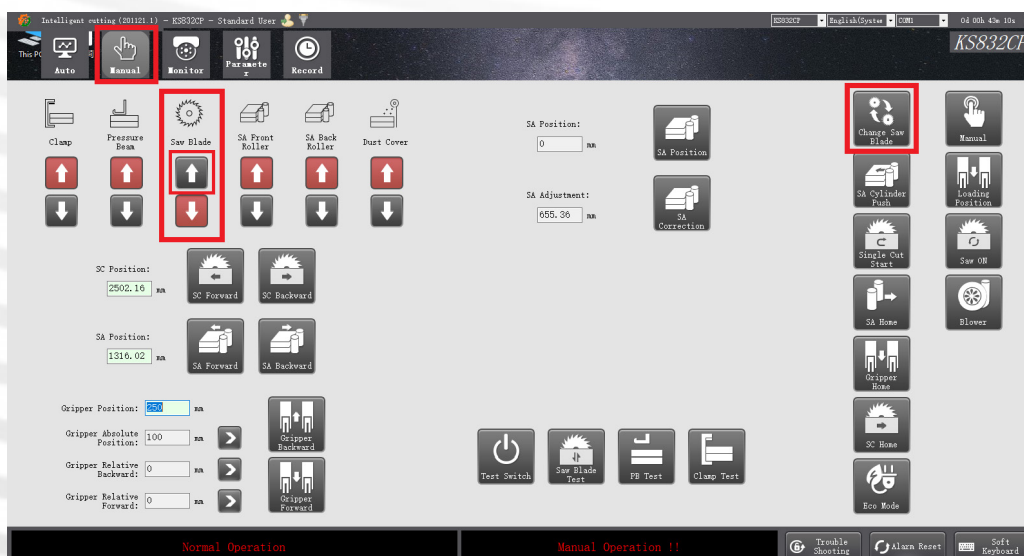 Intelligent cutting (201121.1) - KS832CP - Standard User
KS832CP
English(Syster
COM1
0d 00h 43m 10s
This PC
Auto
Manual
Monitor
Paramete
r
Record
KS832CP
Clamp
Pressure
Beam
Saw Blade
SA Front
Roller
SA Back
Roller
Dust Cover
SC Position:
2502.16 mm
SC Forward
SC Backward
SA Position:
1316.02 mm
SA Forward
SA Backward
Gripper Position: 250 mm
Gripper Absolute
Position: 100 mm
Gripper Relative
Backward: 0 mm
Gripper Relative
Forward: 0 mm
Gripper
Backward
Gripper
Forward
SA Position:
0 mm
SA Position
SA Adjustment:
655.36 mm
SA
Correction
Test Switch
Saw Blade
Test
PB Test
Clamp Test
Change Saw
Blade
Manual
SA Cylinder
Push
Loading
Position
Single Cut
Start
Saw ON
SA Home
Blower
Gripper
Home
SC Home
Eco Mode
Normal Operation
Manual Operation !!
Trouble
Shooting
Alarm Reset
Soft
Keyboard